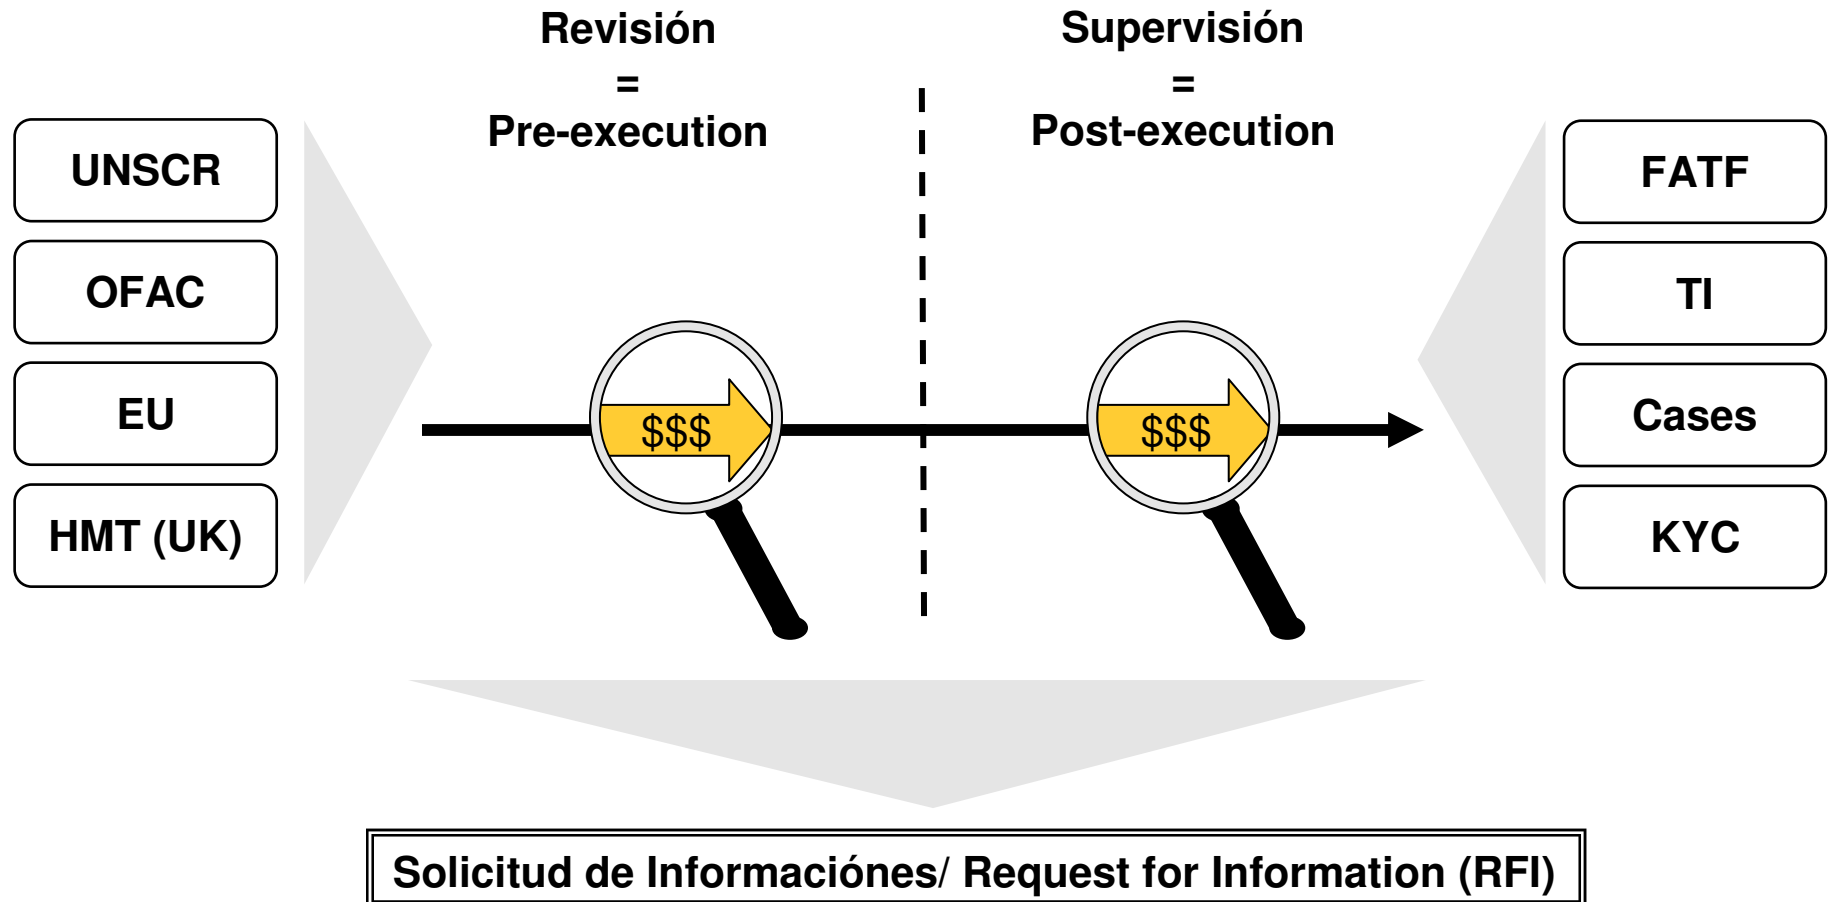 Revisión
=
Pre-execution
Supervisión
=
Post-execution
UNSCR
OFAC
EU
HMT (UK)
$$$
$$$
FATF
TI
Cases
KYC
Solicitud de Informaciónes/ Request for Information (RFI)